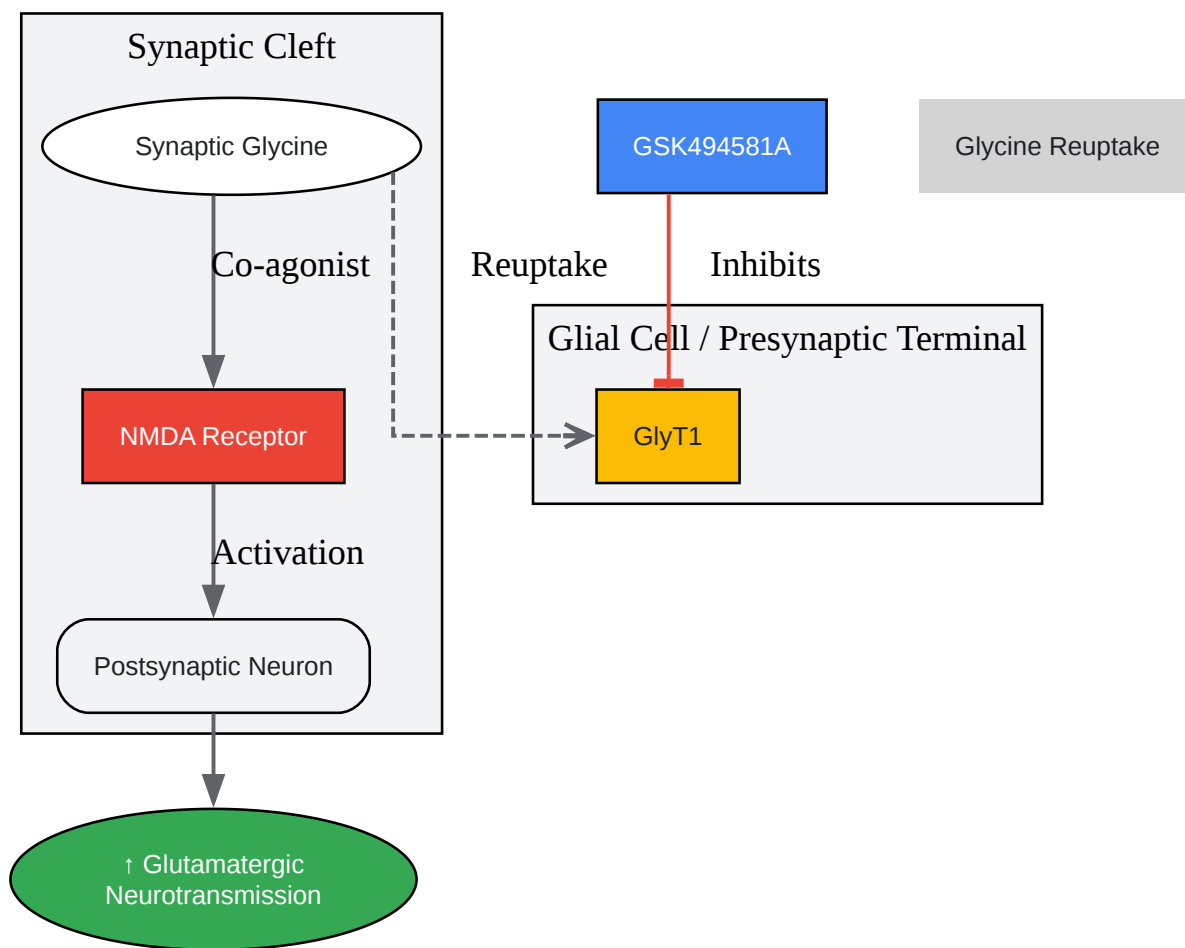 Synaptic Cleft
Synaptic Glycine
GSK494581A
Glycine Reuptake
Co-agonist
Reuptake
Inhibits
Glial Cell / Presynaptic Terminal
NMDA Receptor
GlyT1
Activation
Postsynaptic Neuron
↑ Glutamatergic
Neurotransmission